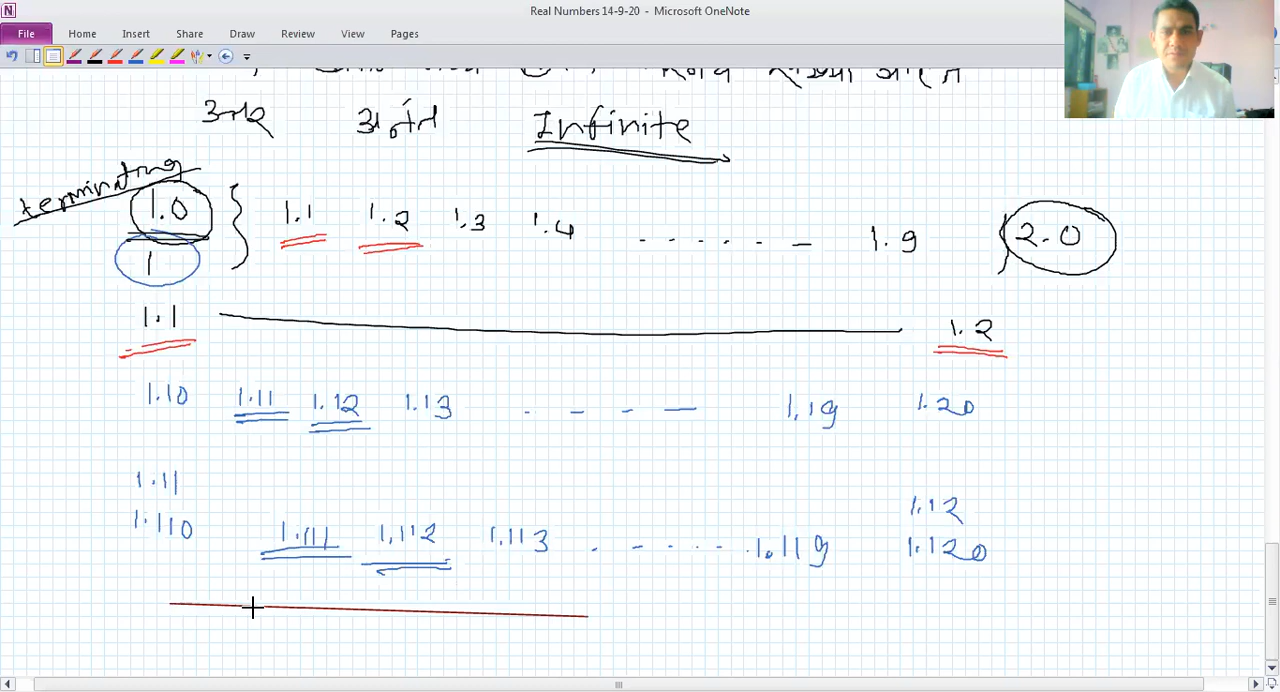 Real Numbers 14-9-20 - Microsoft OneNote
File Home Insert Share Draw Review Pages View
Infinite
terminating
1.0 1.1 1.2 1.3 1.4 ------ 1.9 2.0
1
1.1 1.2
1.10 1.11 1.12 1.13 ---- 1.19 1.20
1.11 1.12
1.110 1.111 1.112 1.113 ------ 1.119 1.120